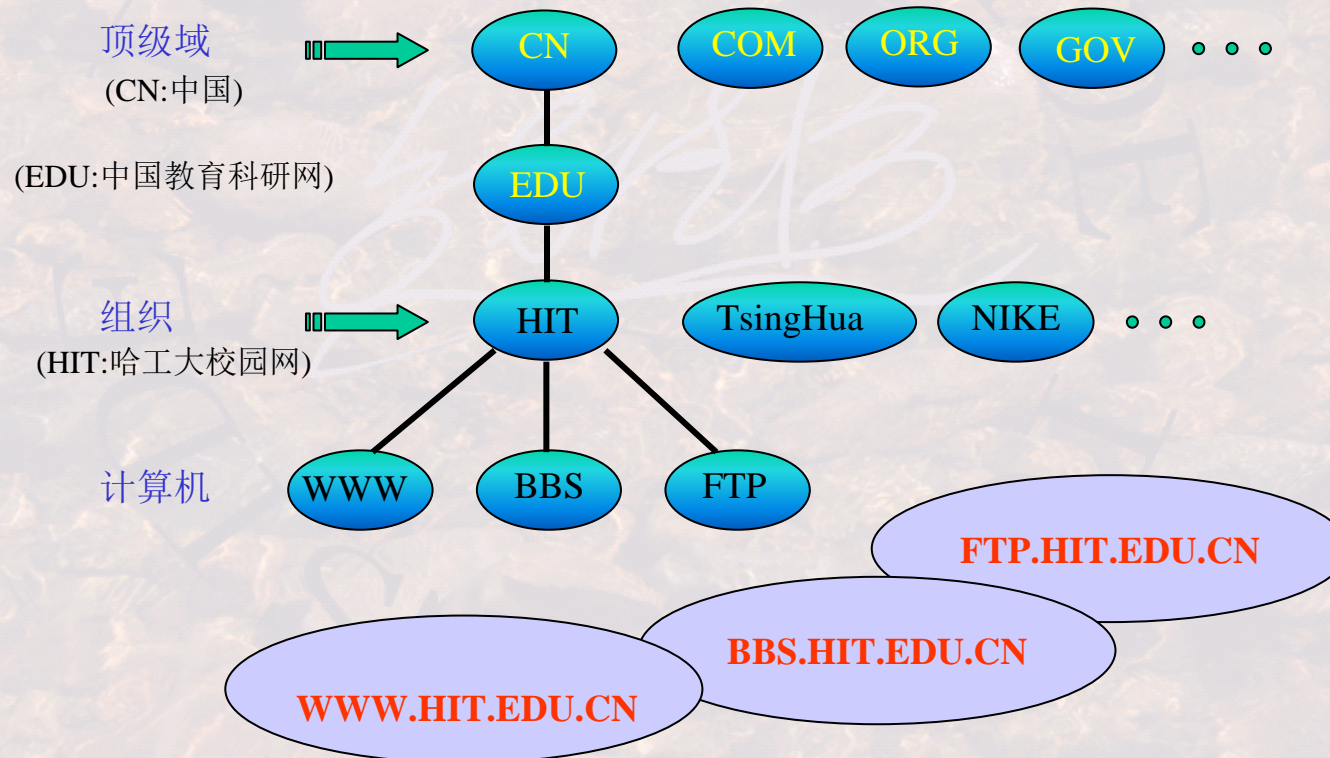 顶级域
CN
COM
ORG
GOV
(CN:中国)
(EDU:中国教育科研网)
EDU
组织
HIT
TsingHua
NIKE
(HIT:哈工大校园网)
计算机
WWW
BBS
FTP
FTP.HIT.EDU.CN
BBS.HIT.EDU.CN
WWW.HIT.EDU.CN